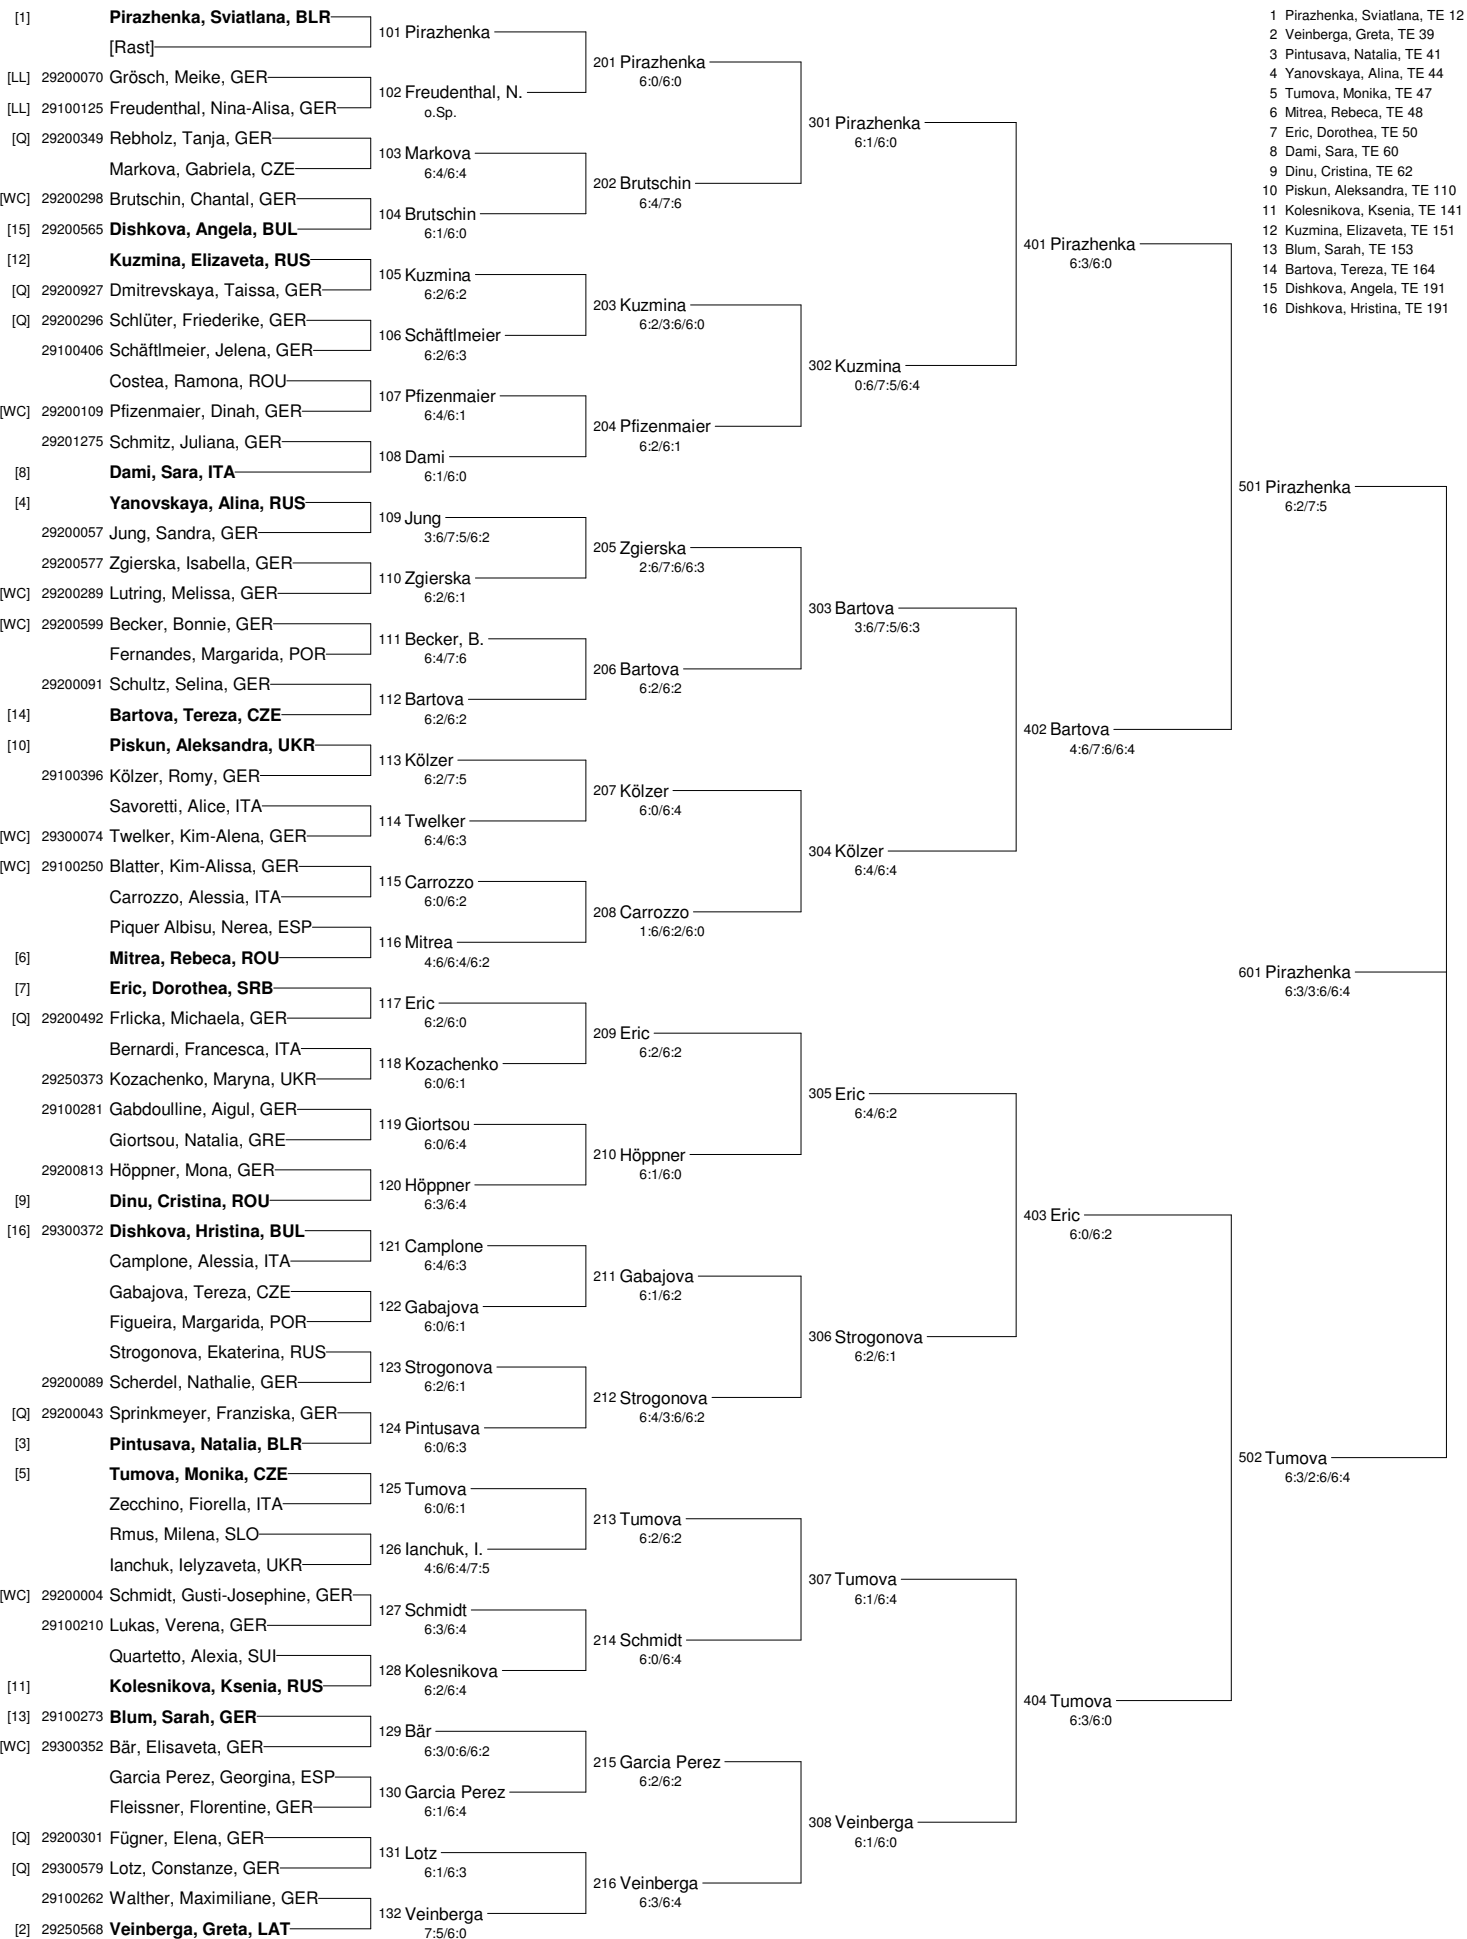 [1] Pirazhenka, Sviatlana, BLR
[Rast]
[LL] 29200070 Grösch, Meike, GER
[LL] 29100125 Freudenthal, Nina-Alisa, GER
[Q] 29200349 Rebholz, Tanja, GER
Markova, Gabriela, CZE
[WC] 29200298 Brutschin, Chantal, GER
[15] 29200565 Dishkova, Angela, BUL
[12] Kuzmina, Elizaveta, RUS
[Q] 29200927 Dmitrevskaya, Taissa, GER
[Q] 29200296 Schlüter, Friederike, GER
29100406 Schäftlmeier, Jelena, GER
Costea, Ramona, ROU
[WC] 29200109 Pfizenmaier, Dinah, GER
29201275 Schmitz, Juliana, GER
[8] Dami, Sara, ITA
[4] Yanovskaya, Alina, RUS
29200057 Jung, Sandra, GER
29200577 Zgierska, Isabella, GER
[WC] 29200289 Lutring, Melissa, GER
[WC] 29200599 Becker, Bonnie, GER
Fernandes, Margarida, POR
29200091 Schultz, Selina, GER
[14] Bartova, Tereza, CZE
[10] Piskun, Aleksandra, UKR
29100396 Kölzer, Romy, GER
Savoretti, Alice, ITA
[WC] 29300074 Twelker, Kim-Alena, GER
[WC] 29100250 Blatter, Kim-Alissa, GER
Carrozzo, Alessia, ITA
Piquer Albisu, Nerea, ESP
[6] Mitrea, Rebeca, ROU
[7] Eric, Dorothea, SRB
[Q] 29200492 Frlicka, Michaela, GER
Bernardi, Francesca, ITA
29250373 Kozachenko, Maryna, UKR
29100281 Gabdoulline, Aigul, GER
Giortsou, Natalia, GRE
29200813 Höppner, Mona, GER
[9] Dinu, Cristina, ROU
[16] 29300372 Dishkova, Hristina, BUL
Camplone, Alessia, ITA
Gabajova, Tereza, CZE
Figueira, Margarida, POR
Strogonova, Ekaterina, RUS
29200089 Scherdel, Nathalie, GER
[Q] 29200043 Sprinkmeyer, Franziska, GER
[3] Pintusava, Natalia, BLR
[5] Tumova, Monika, CZE
Zecchino, Fiorella, ITA
Rmus, Milena, SLO
Ianchuk, Ielyzaveta, UKR
[WC] 29200004 Schmidt, Gusti-Josephine, GER
29100210 Lukas, Verena, GER
Quartetto, Alexia, SUI
[11] Kolesnikova, Ksenia, RUS
[13] 29100273 Blum, Sarah, GER
[WC] 29300352 Bär, Elisaveta, GER
Garcia Perez, Georgina, ESP
Fleissner, Florentine, GER
[Q] 29200301 Fügner, Elena, GER
[Q] 29300579 Lotz, Constanze, GER
29100262 Walther, Maximiliane, GER
[2] 29250568 Veinberga, Greta, LAT
101 Pirazhenka
102 Freudenthal, N.
o.Sp.
103 Markova
6:4/6:4
104 Brutschin
6:1/6:0
105 Kuzmina
6:2/6:2
106 Schäftlmeier
6:2/6:3
107 Pfizenmaier
6:4/6:1
108 Dami
6:1/6:0
109 Jung
3:6/7:5/6:2
110 Zgierska
6:2/6:1
111 Becker, B.
6:4/7:6
112 Bartova
6:2/6:2
113 Kölzer
6:2/7:5
114 Twelker
6:4/6:3
115 Carrozzo
6:0/6:2
116 Mitrea
4:6/6:4/6:2
117 Eric
6:2/6:0
118 Kozachenko
6:0/6:1
119 Giortsou
6:0/6:4
120 Höppner
6:3/6:4
121 Camplone
6:4/6:3
122 Gabajova
6:0/6:1
123 Strogonova
6:2/6:1
124 Pintusava
6:0/6:3
125 Tumova
6:0/6:1
126 Ianchuk, I.
4:6/6:4/7:5
127 Schmidt
6:3/6:4
128 Kolesnikova
6:2/6:4
129 Bär
6:3/0:6/6:2
130 Garcia Perez
6:1/6:4
131 Lotz
6:1/6:3
132 Veinberga
7:5/6:0
201 Pirazhenka
6:0/6:0
202 Brutschin
6:4/7:6
203 Kuzmina
6:2/3:6/6:0
204 Pfizenmaier
6:2/6:1
205 Zgierska
2:6/7:6/6:3
206 Bartova
6:2/6:2
207 Kölzer
6:0/6:4
208 Carrozzo
1:6/6:2/6:0
209 Eric
6:2/6:2
210 Höppner
6:1/6:0
211 Gabajova
6:1/6:2
212 Strogonova
6:4/3:6/6:2
213 Tumova
6:2/6:2
214 Schmidt
6:0/6:4
215 Garcia Perez
6:2/6:2
216 Veinberga
6:3/6:4
301 Pirazhenka
6:1/6:0
302 Kuzmina
0:6/7:5/6:4
303 Bartova
3:6/7:5/6:3
304 Kölzer
6:4/6:4
305 Eric
6:4/6:2
306 Strogonova
6:2/6:1
307 Tumova
6:1/6:4
308 Veinberga
6:1/6:0
401 Pirazhenka
6:3/6:0
402 Bartova
4:6/7:6/6:4
403 Eric
6:0/6:2
404 Tumova
6:3/6:0
501 Pirazhenka
6:2/7:5
502 Tumova
6:3/2:6/6:4
601 Pirazhenka
6:3/3:6/6:4
1 Pirazhenka, Sviatlana, TE 12
2 Veinberga, Greta, TE 39
3 Pintusava, Natalia, TE 41
4 Yanovskaya, Alina, TE 44
5 Tumova, Monika, TE 47
6 Mitrea, Rebeca, TE 48
7 Eric, Dorothea, TE 50
8 Dami, Sara, TE 60
9 Dinu, Cristina, TE 62
10 Piskun, Aleksandra, TE 110
11 Kolesnikova, Ksenia, TE 141
12 Kuzmina, Elizaveta, TE 151
13 Blum, Sarah, TE 153
14 Bartova, Tereza, TE 164
15 Dishkova, Angela, TE 191
16 Dishkova, Hristina, TE 191